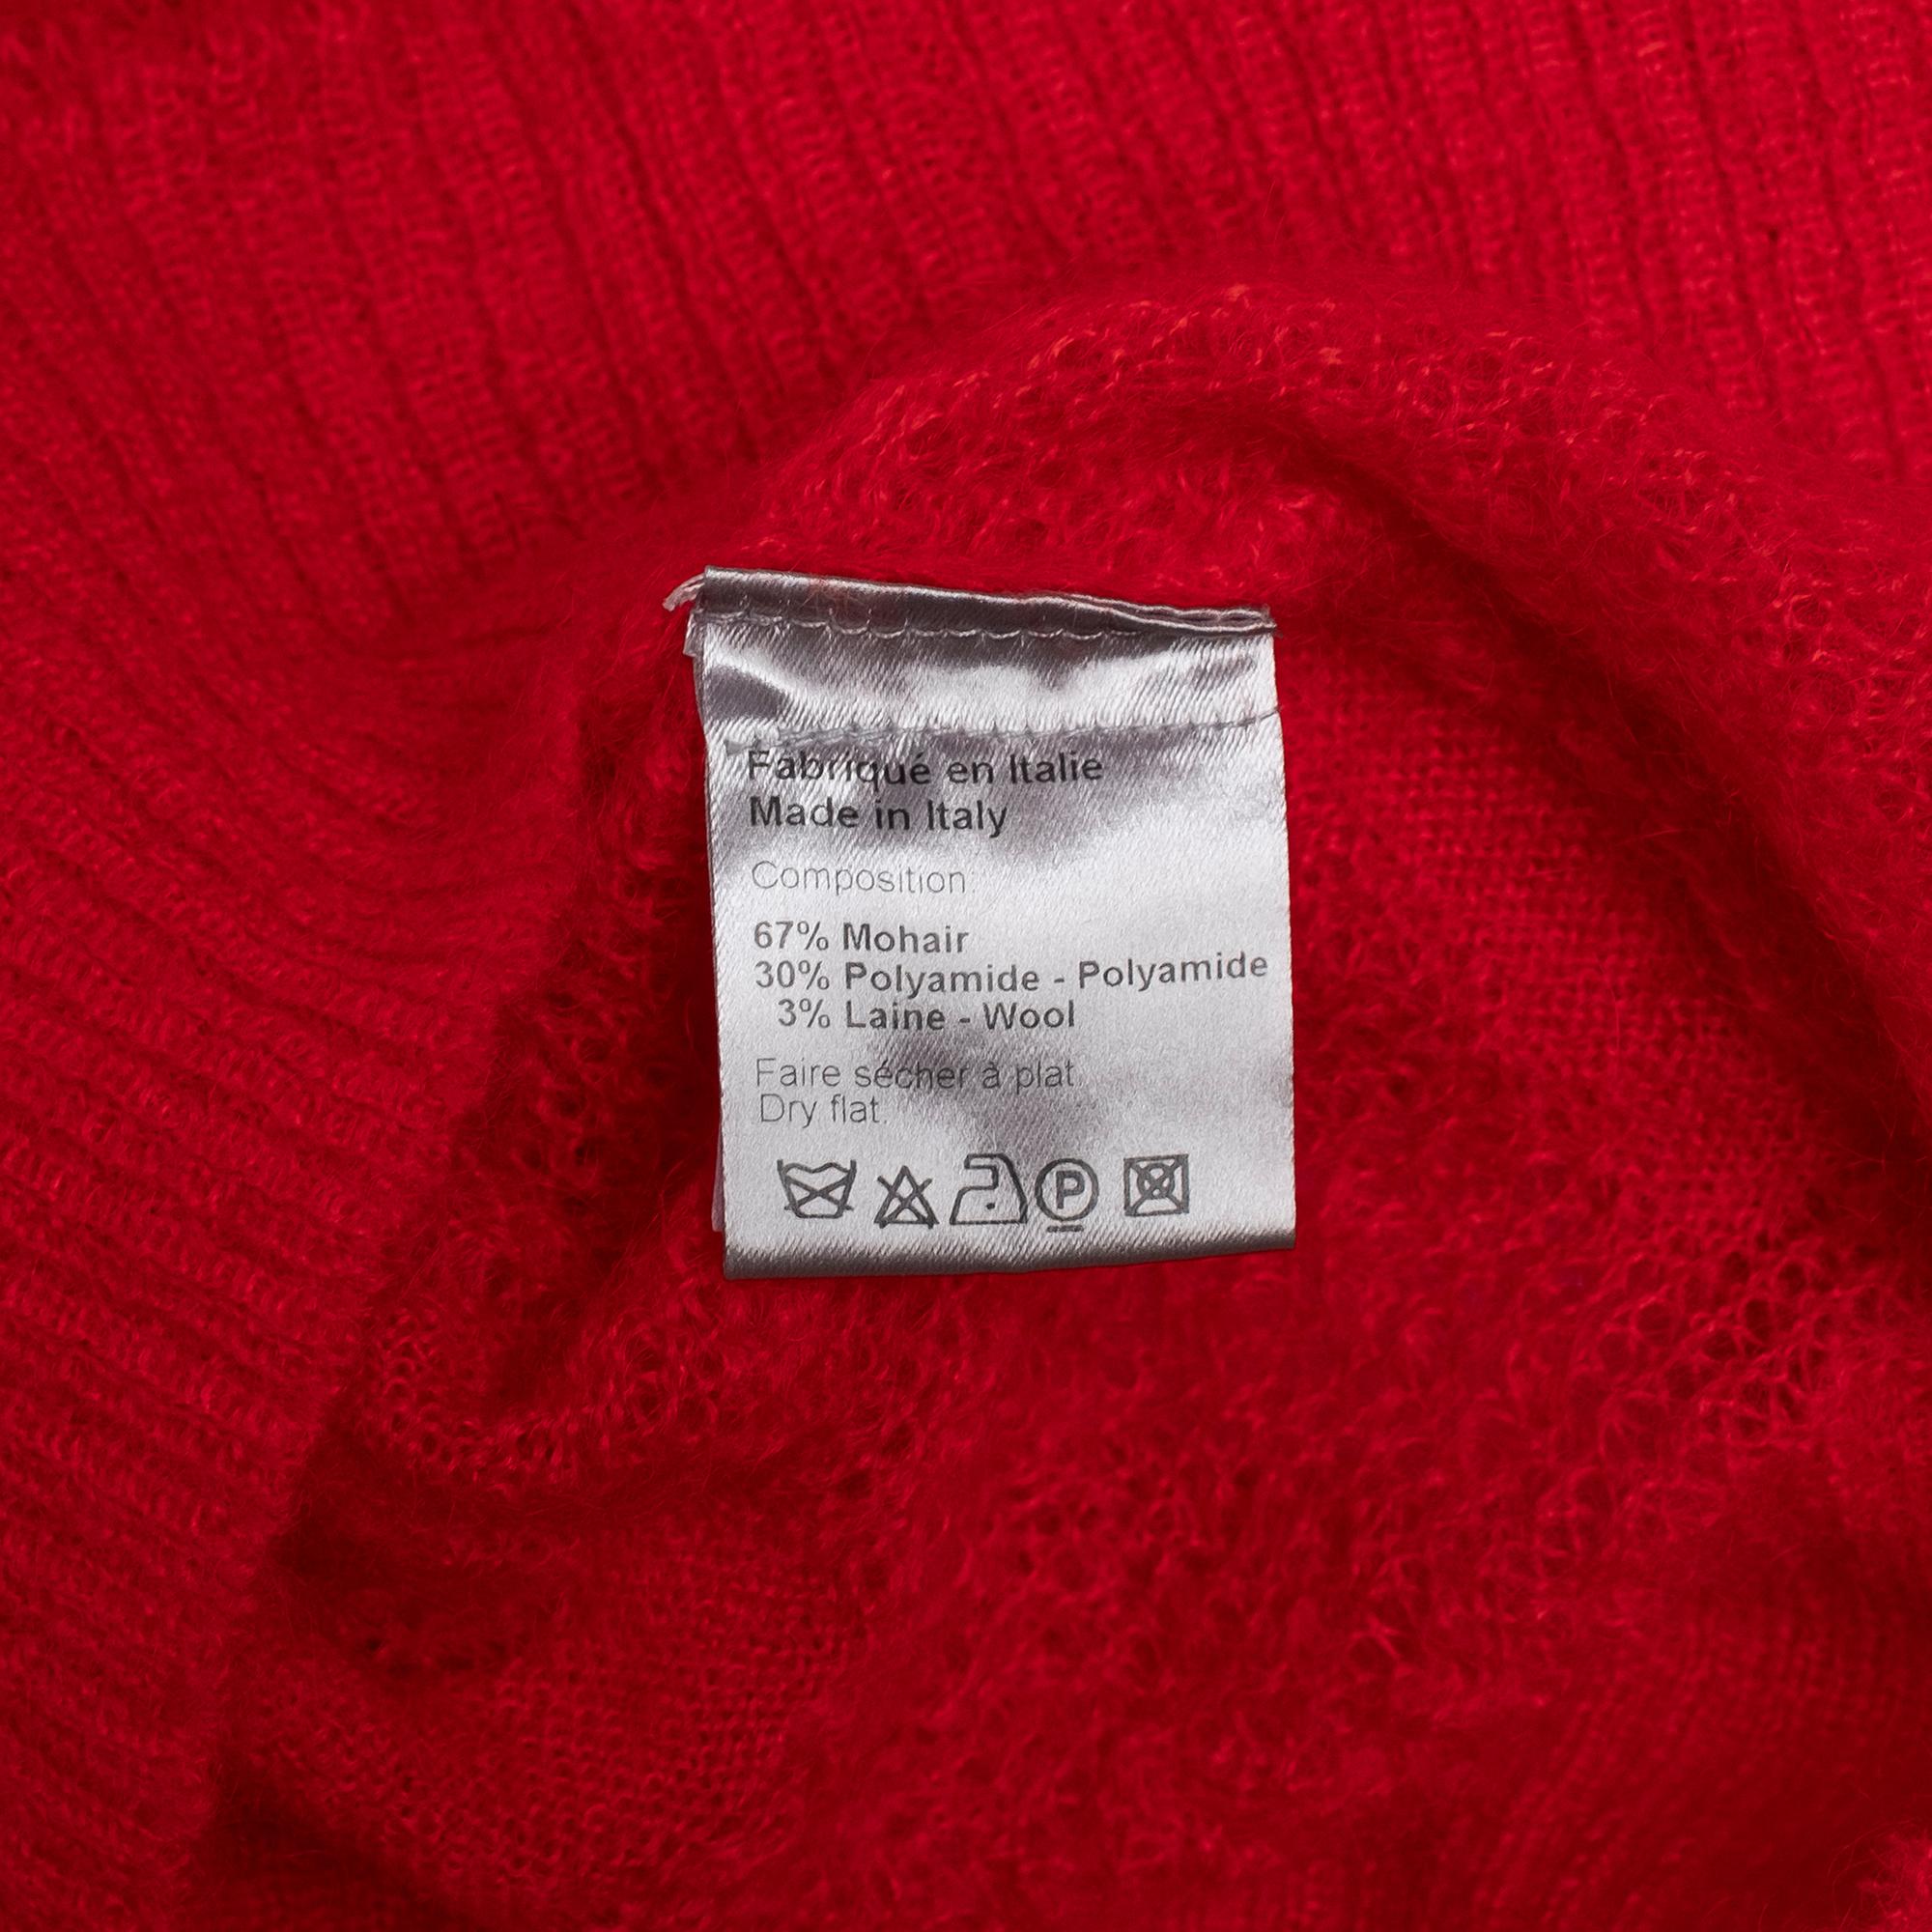 Fabriqué en Italie
Made in Italy
Composition:
67% Mohair
30% Polyamide - Polyamide
3% Laine - Wool
Faire sécher à plat.
Dry flat.
P